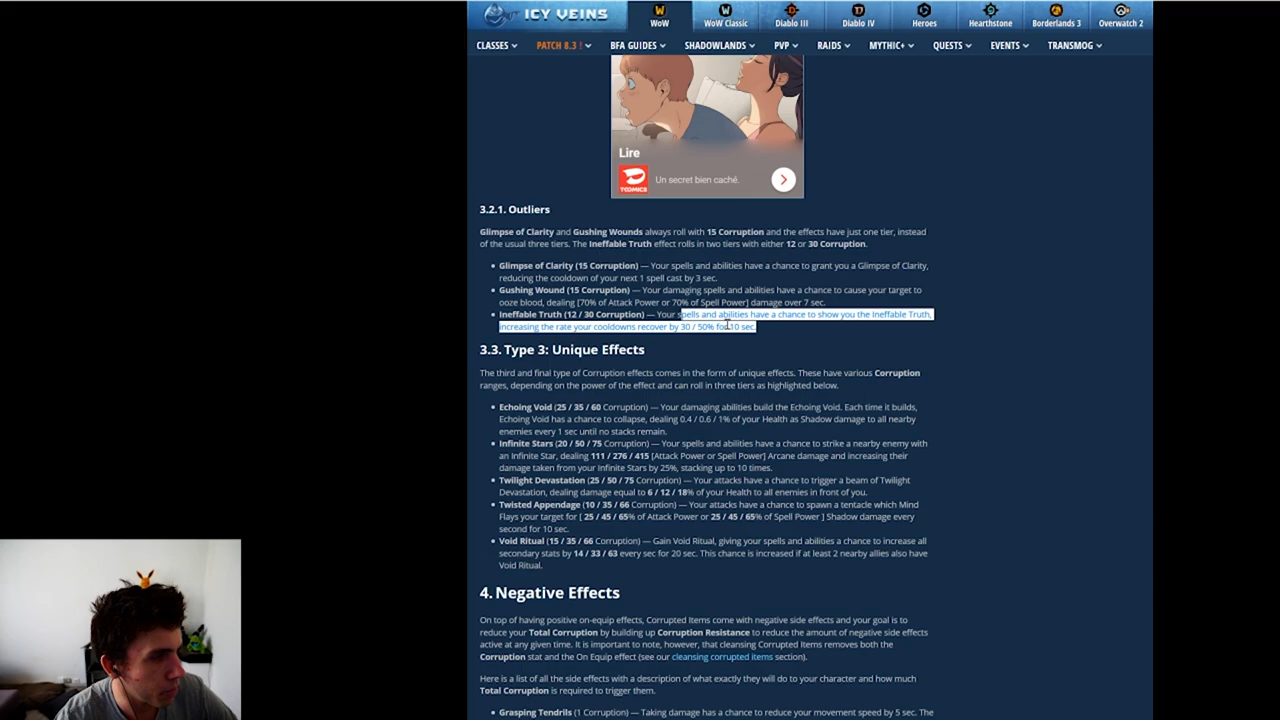 ICY VEINS
WoW
WoW Classic
Diablo III
Diablo IV
Heroes
Hearthstone
Borderlands 3
Overwatch 2
CLASSES
PATCH 8.3 !
BFA GUIDES
SHADOWLANDS
PVP
RAIDS
MYTHIC+
QUESTS
EVENTS
TRANSMOG
Lire
TOOMICS
Un secret bien caché.
3.2.1. Outliers
Glimpse of Clarity and Gushing Wounds always roll with 15 Corruption and the effects have just one tier, instead
of the usual three tiers. The Ineffable Truth effect rolls in two tiers with either 12 or 30 Corruption.
Glimpse of Clarity (15 Corruption) — Your spells and abilities have a chance to grant you a Glimpse of Clarity,
reducing the cooldown of your next 1 spell cast by 3 sec.
Gushing Wound (15 Corruption) — Your damaging spells and abilities have a chance to cause your target to
ooze blood, dealing [70% of Attack Power or 70% of Spell Power] damage over 7 sec.
Ineffable Truth (12 / 30 Corruption) — Your spells and abilities have a chance to show you the Ineffable Truth,
increasing the rate your cooldowns recover by 30 / 50% for 10 sec.
3.3. Type 3: Unique Effects
The third and final type of Corruption effects comes in the form of unique effects. These have various Corruption
ranges, depending on the power of the effect and can roll in three tiers as highlighted below.
Echoing Void (25 / 35 / 60 Corruption) — Your damaging abilities build the Echoing Void. Each time it builds,
Echoing Void has a chance to collapse, dealing 0.4 / 0.6 / 1% of your Health as Shadow damage to all nearby
enemies every 1 sec until no stacks remain.
Infinite Stars (20 / 50 / 75 Corruption) — Your spells and abilities have a chance to strike a nearby enemy with
an Infinite Star, dealing 111 / 276 / 415 [Attack Power or Spell Power] Arcane damage and increasing their
damage taken from your Infinite Stars by 25%, stacking up to 10 times.
Twilight Devastation (25 / 50 / 75 Corruption) — Your attacks have a chance to trigger a beam of Twilight
Devastation, dealing damage equal to 6 / 12 / 18% of your Health to all enemies in front of you.
Twisted Appendage (10 / 35 / 66 Corruption) — Your attacks have a chance to spawn a tentacle which Mind
Flays your target for [ 25 / 45 / 65% of Attack Power or 25 / 45 / 65% of Spell Power ] Shadow damage every
second for 10 sec.
Void Ritual (15 / 35 / 66 Corruption) — Gain Void Ritual, giving your spells and abilities a chance to increase all
secondary stats by 14 / 33 / 63 every sec for 20 sec. This chance is increased if at least 2 nearby allies also have
Void Ritual.
4. Negative Effects
On top of having positive on-equip effects, Corrupted Items come with negative side effects and your goal is to
reduce your Total Corruption by building up Corruption Resistance to reduce the amount of negative side effects
active at any given time. It is important to note, however, that cleansing Corrupted Items removes both the
Corruption stat and the On Equip effect (see our cleansing corrupted items section).
Here is a list of all the side effects with a description of what exactly they will do to your character and how much
Total Corruption is required to trigger them.
Grasping Tendrils (1 Corruption) — Taking damage has a chance to reduce your movement speed by 5 sec. The